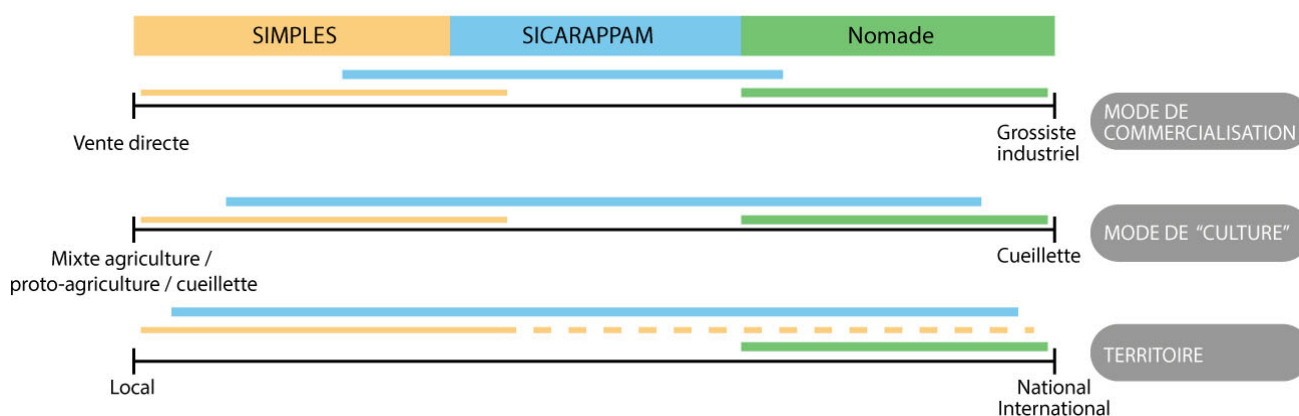 SIMPLES
SICARAPPAM
Nomade
Vente directe
Grossiste
industriel
MODE DE
COMMERCIALISATION
Mixte agriculture /
proto-agriculture / cueillette
Cueillette
MODE DE “CULTURE”
Local
National
International
TERRITOIRE